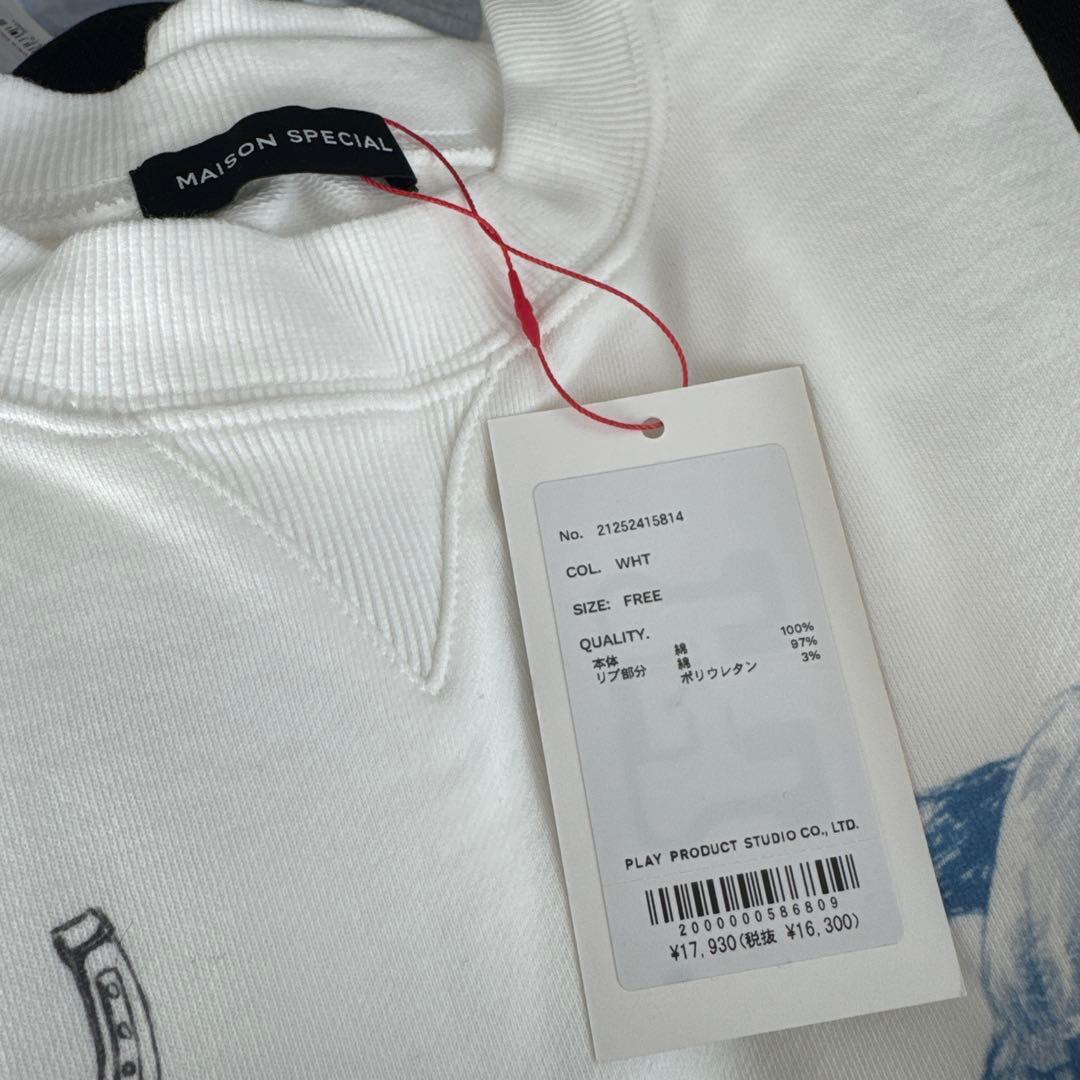 MAISON SPECIAL
No. 21252415814
COL. WHT
SIZE: FREE
QUALITY.
本体 綿 100%
リブ部分 綿 97%
ポリウレタン 3%
PLAY PRODUCT STUDIO CO., LTD.
2000000586809
¥17,930(税抜 ¥16,300)